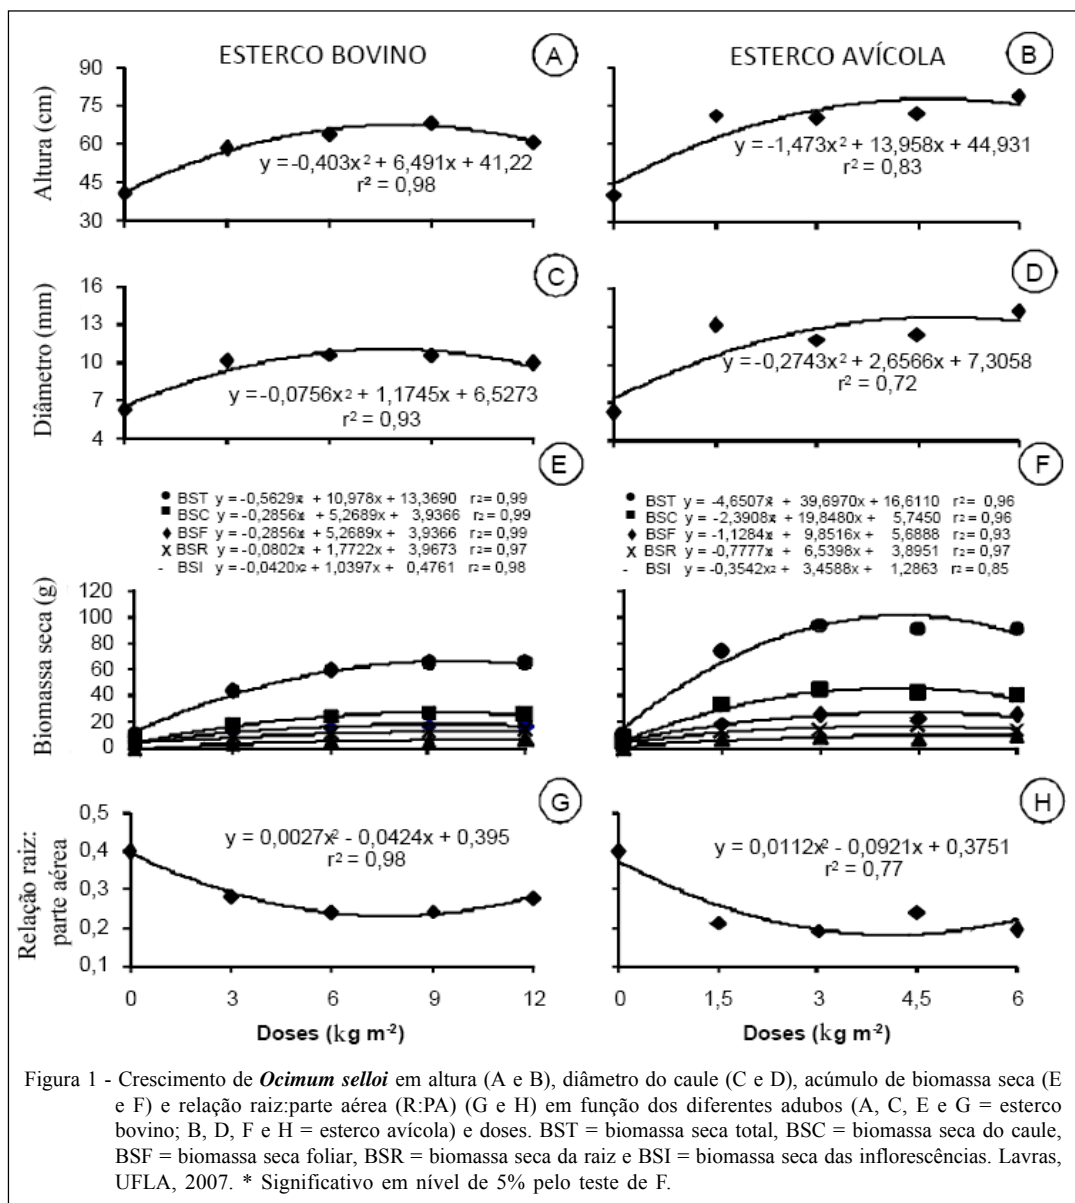 ESTERCO BOVINO
A
ESTERCO AVÍCOLA
B
Altura (cm)
90
75
60
45
30
y = -0,403x² + 6,491x + 41,22
r² = 0,98
y = -1,473x² + 13,958x + 44,931
r² = 0,83
C
D
Diâmetro (mm)
16
13
10
7
4
y = -0,0756x² + 1,1745x + 6,5273
r² = 0,93
y = -0,2743x² + 2,6566x + 7,3058
r² = 0,72
E
F
BST y = -0,5629x² + 10,978x + 13,3690 r² = 0,99
BSC y = -0,2856x² + 5,2689x + 3,9366 r² = 0,99
BSF y = -0,2856x² + 5,2689x + 3,9366 r² = 0,99
BSR y = -0,0802x² + 1,7722x + 3,9673 r² = 0,97
- BSI y = -0,0420x² + 1,0397x + 0,4761 r² = 0,98
BST y = -4,6507x² + 39,6970x + 16,6110 r² = 0,96
BSC y = -2,3908x² + 19,8480x + 5,7450 r² = 0,96
BSF y = -1,1284x² + 9,8516x + 5,6888 r² = 0,93
BSR y = -0,7777x² + 6,5398x + 3,8951 r² = 0,97
- BSI y = -0,3542x² + 3,4588x + 1,2863 r² = 0,85
Biomassa seca (g)
120
100
80
60
40
20
0
G
H
Relação raiz:
parte aérea
0,5
0,4
0,3
0,2
0,1
y = 0,0027x² - 0,0424x + 0,395
r² = 0,98
y = 0,0112x² - 0,0921x + 0,3751
r² = 0,77
0 3 6 9 12
0 1,5 3 4,5 6
Doses (kg m⁻²)
Doses (kg m⁻²)
Figura 1 - Crescimento de Ocimum selloi em altura (A e B), diâmetro do caule (C e D), acúmulo de biomassa seca (E
e F) e relação raiz:parte aérea (R:PA) (G e H) em função dos diferentes adubos (A, C, E e G = esterco
bovino; B, D, F e H = esterco avícola) e doses. BST = biomassa seca total, BSC = biomassa seca do caule,
BSF = biomassa seca foliar, BSR = biomassa seca da raiz e BSI = biomassa seca das inflorescências. Lavras,
UFLA, 2007. * Significativo em nível de 5% pelo teste de F.